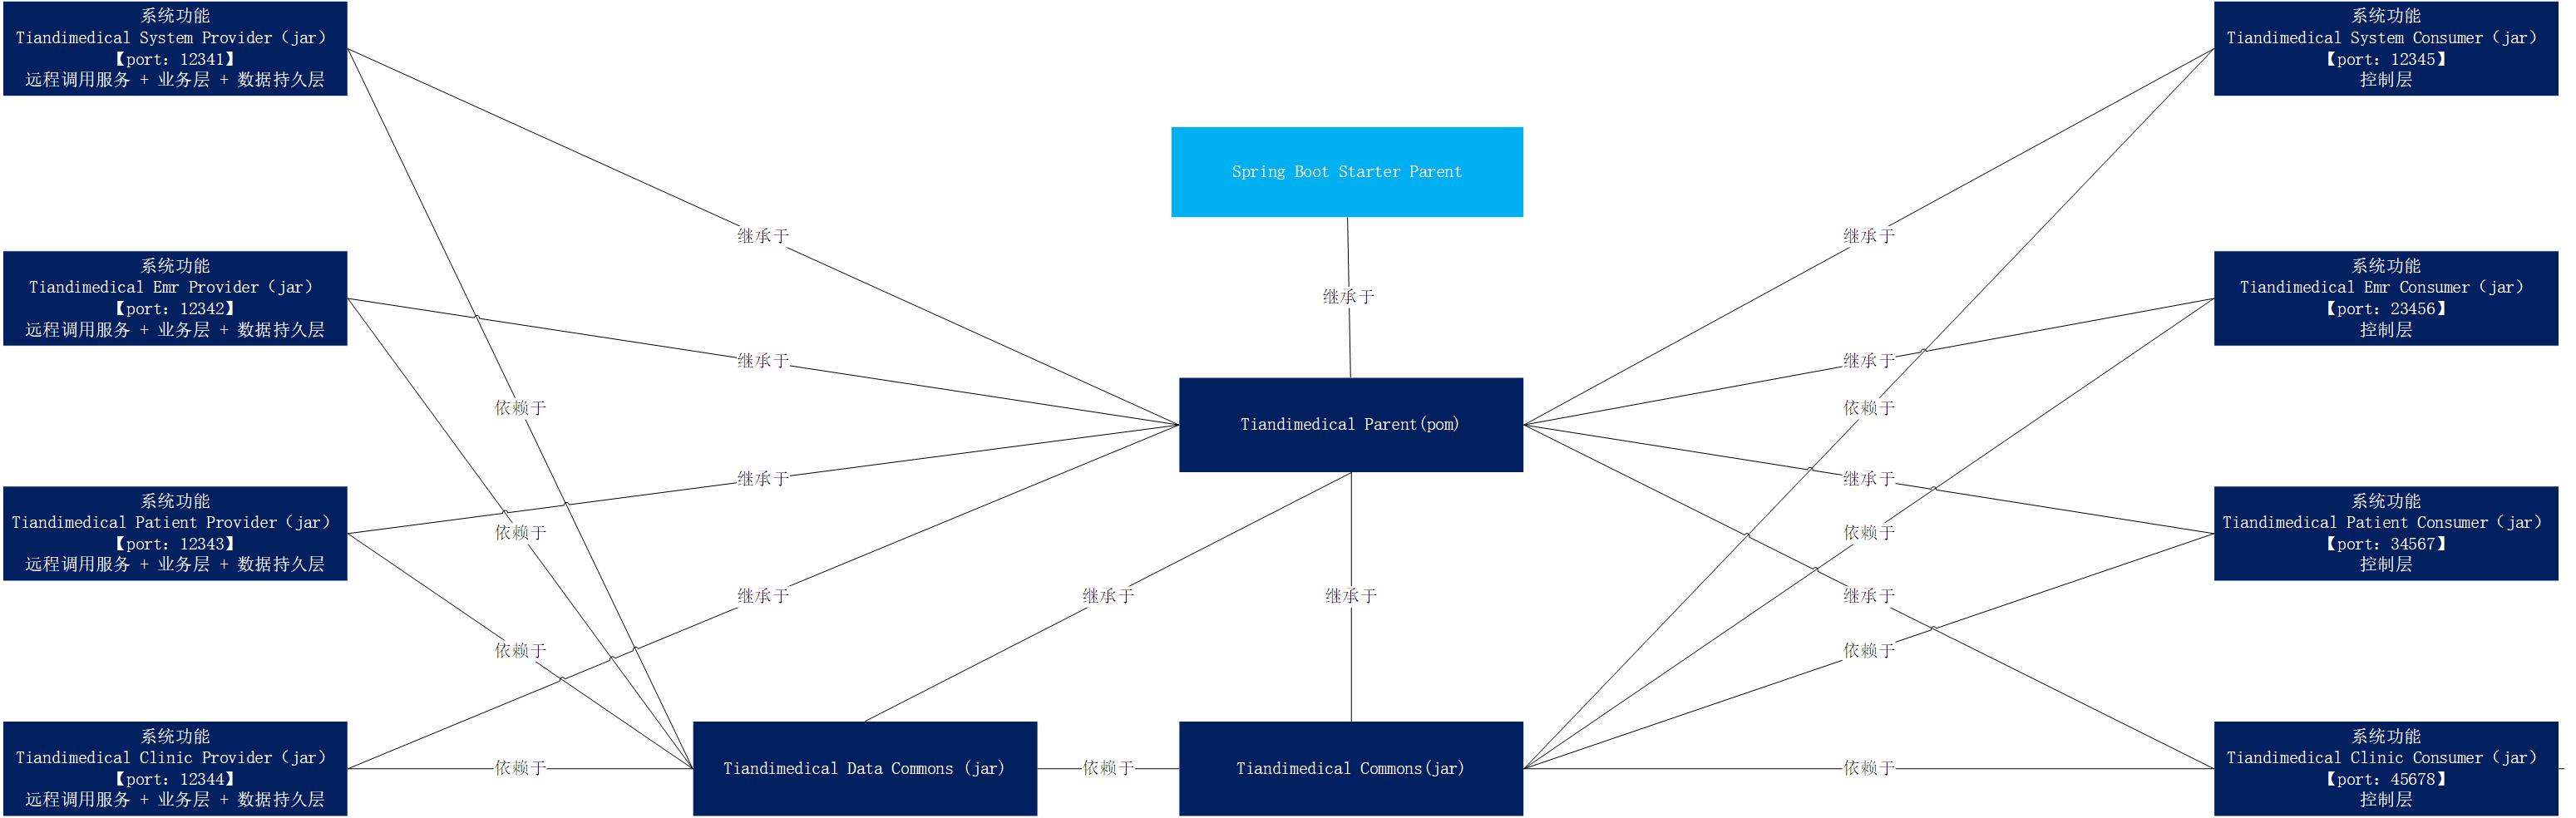 系统功能
Tiandimedical System Provider（jar）
【port：12341】
远程调用服务 + 业务层 + 数据持久层
系统功能
Tiandimedical System Consumer（jar）
【port：12345】
控制层
Spring Boot Starter Parent
继承于
继承于
系统功能
Tiandimedical Emr Provider（jar）
【port：12342】
远程调用服务 + 业务层 + 数据持久层
继承于
系统功能
Tiandimedical Emr Consumer（jar）
【port：23456】
控制层
继承于
继承于
依赖于
依赖于
Tiandimedical Parent(pom)
继承于
继承于
系统功能
Tiandimedical Patient Provider（jar）
【port：12343】
远程调用服务 + 业务层 + 数据持久层
依赖于
依赖于
系统功能
Tiandimedical Patient Consumer（jar）
【port：34567】
控制层
继承于
继承于
继承于
继承于
依赖于
依赖于
系统功能
Tiandimedical Clinic Provider（jar）
【port：12344】
远程调用服务 + 业务层 + 数据持久层
依赖于
Tiandimedical Data Commons (jar)
依赖于
Tiandimedical Commons(jar)
依赖于
系统功能
Tiandimedical Clinic Consumer（jar）
【port：45678】
控制层